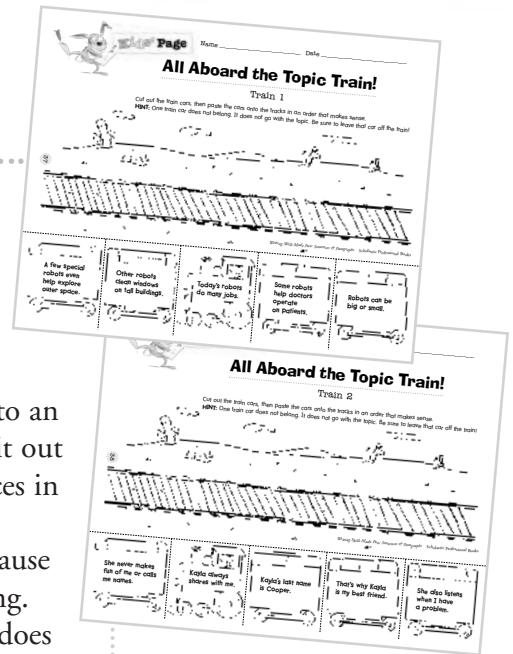 Kids' Page
Name
Date
All Aboard the Topic Train!
Train 1
Cut out the train cars, then paste the cars onto the tracks in an order that makes sense.
HINT: One train car does not belong. It does not go with the topic. Be sure to leave that car off the train!
A few special
robots even
help explore
outer space.
Other robots
clean windows
on tall buildings.
Today's robots
do many jobs.
Some robots
help doctors
operate
on patients.
Robots can be
big or small.
All Aboard the Topic Train!
Train 2
Cut out the train cars, then paste the cars onto the tracks in an order that makes sense.
HINT: One train car does not belong. It does not go with the topic. Be sure to leave that car off the train!
She never makes
fun of me or calls
me names.
Kayla always
shares with me.
Kayla's last name
is Cooper.
That's why Kayla
is my best friend.
She also listens
when I have
a problem.
to an
it out
ces in
ause
ng.
does